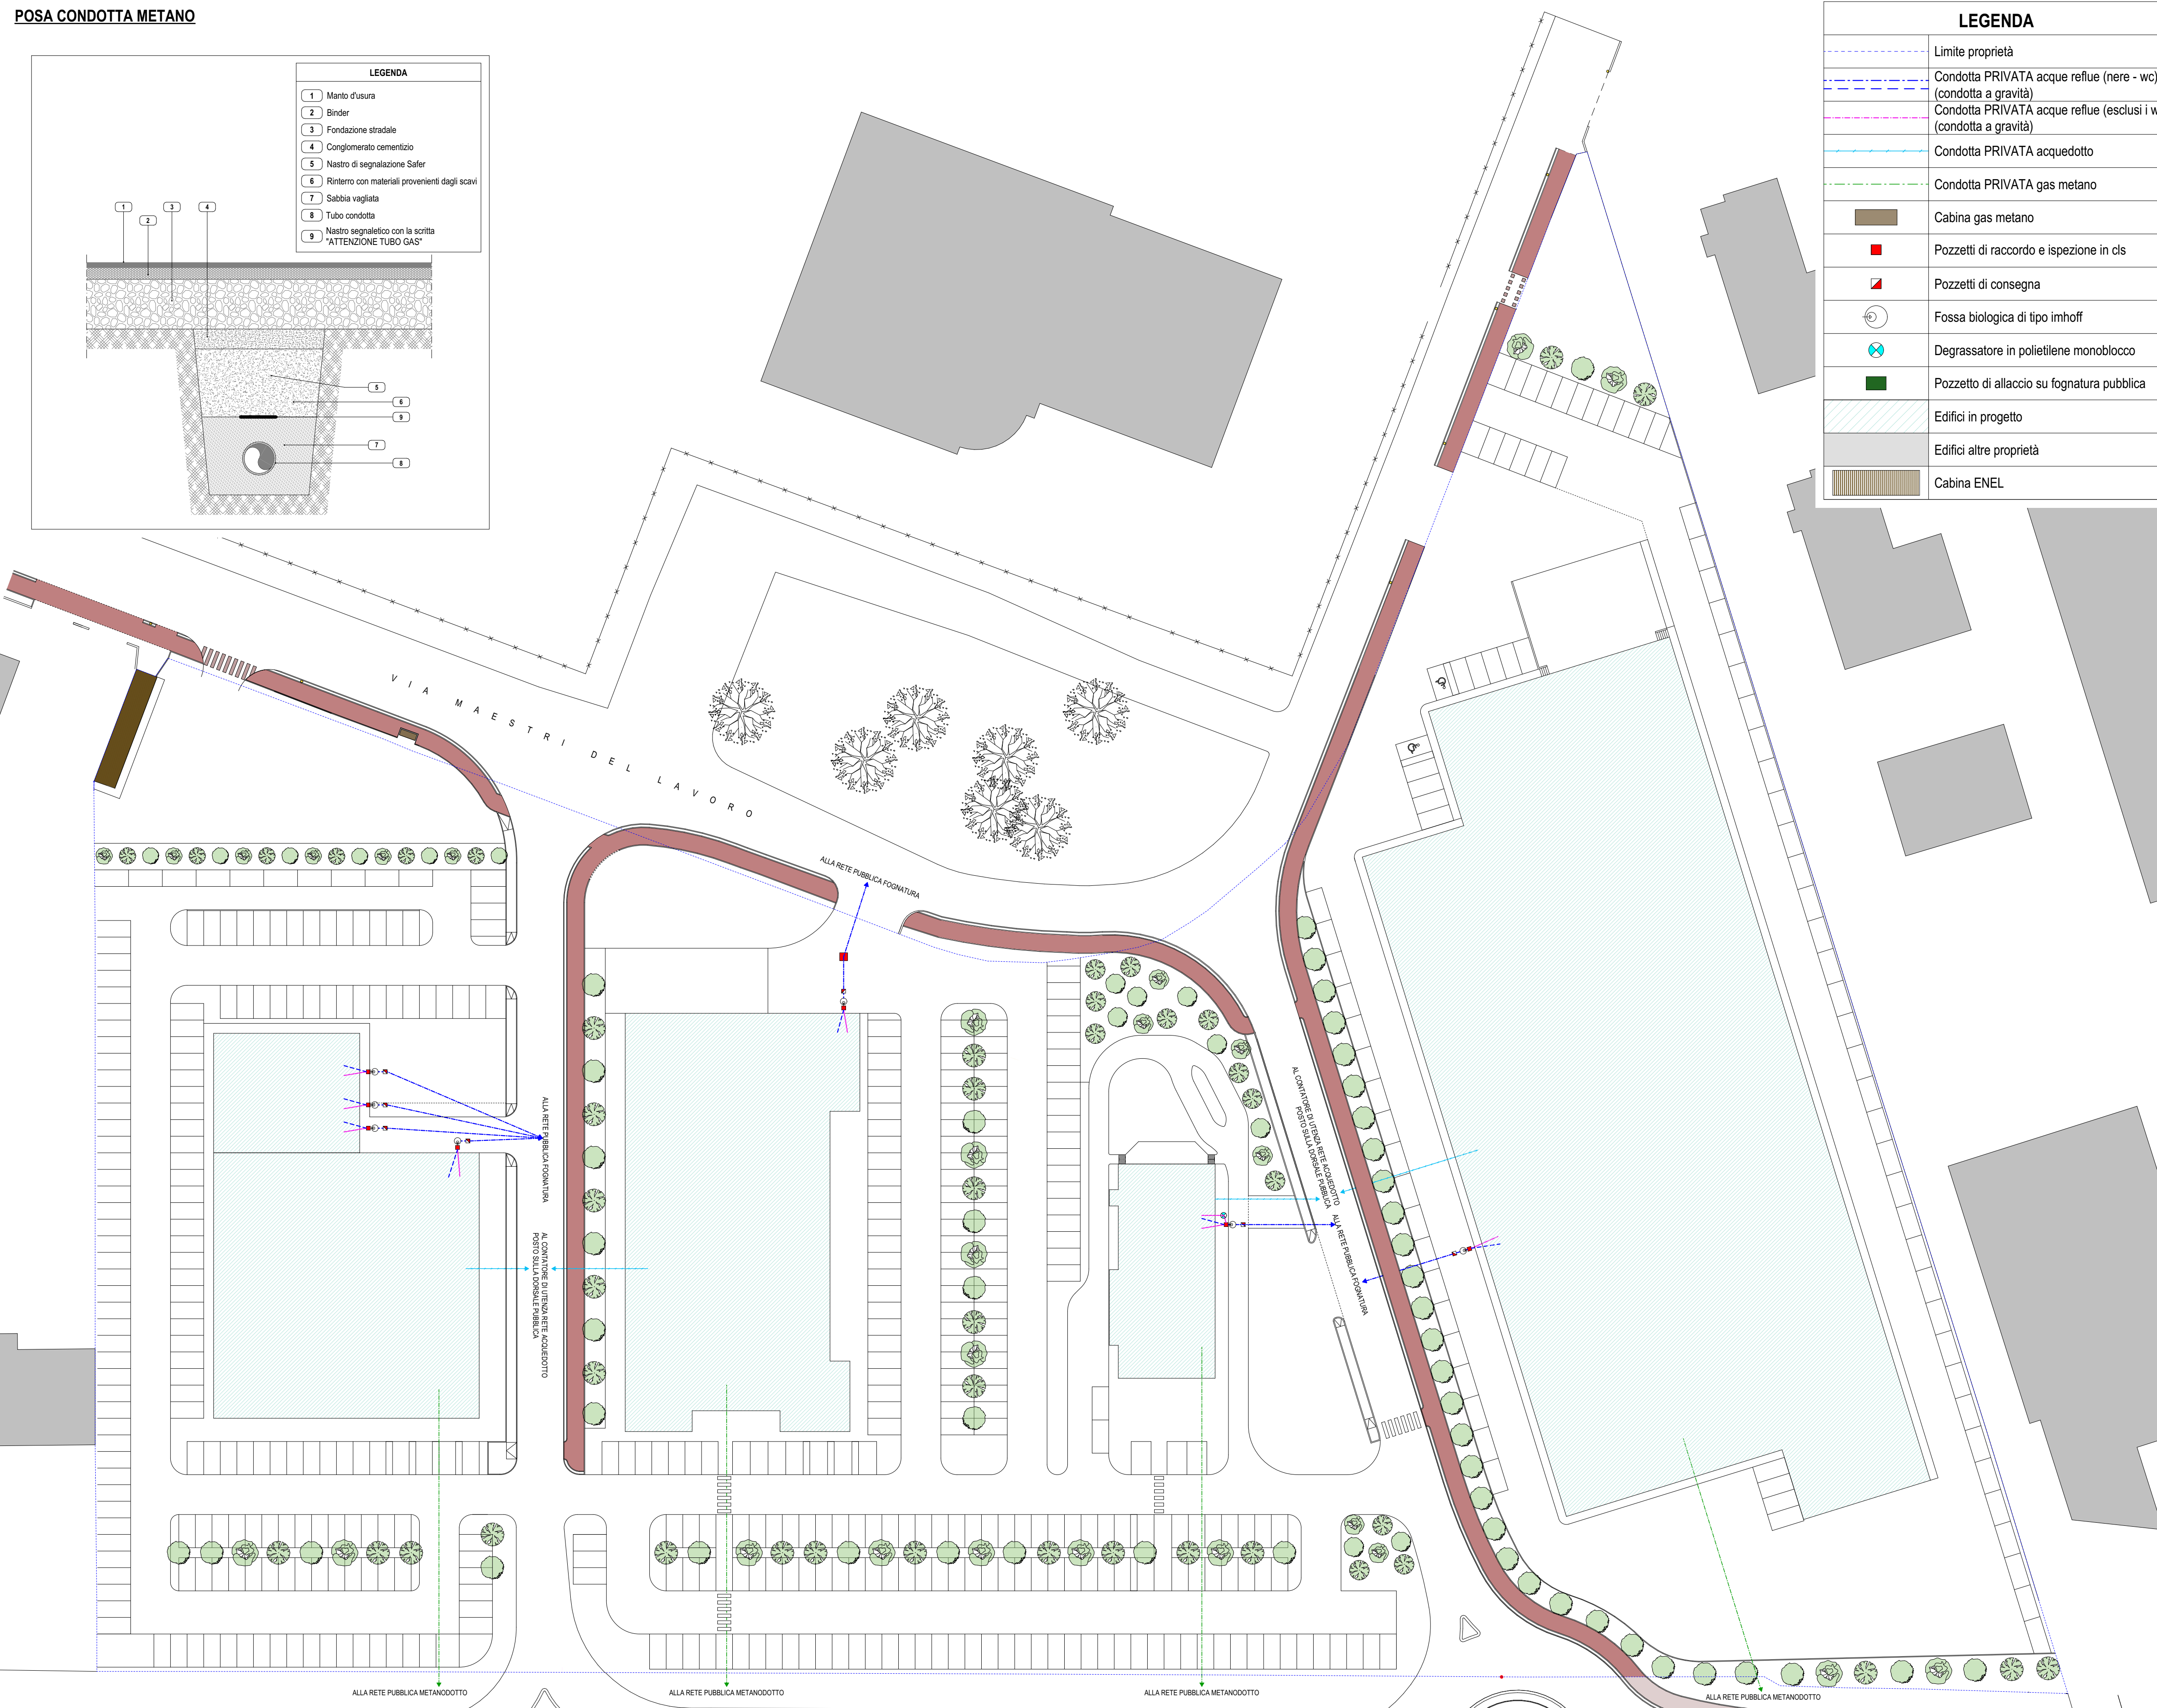 POSA CONDOTTA METANO
LEGENDA
1 Manto d'usura
2 Binder
3 Fondazione stradale
4 Conglomerato cementizio
5 Nastro di segnalazione Safer
6 Rinterro con materiali provenienti dagli scavi
7 Sabbia vagliata
8 Tubo condotta
9 Nastro segnaletico con la scritta
"ATTENZIONE TUBO GAS"
1
2
3
4
5
6
9
7
8
LEGENDA
Limite proprietà
Condotta PRIVATA acque reflue (nere - wc)
(condotta a gravità)
Condotta PRIVATA acque reflue (esclusi i w
(condotta a gravità)
Condotta PRIVATA acquedotto
Condotta PRIVATA gas metano
Cabina gas metano
Pozzetti di raccordo e ispezione in cls
Pozzetti di consegna
Fossa biologica di tipo imhoff
Degrassatore in polietilene monoblocco
Pozzetto di allaccio su fognatura pubblica
Edifici in progetto
Edifici altre proprietà
Cabina ENEL
VIA MAESTRI DEL LAVORO
ALLA RETE PUBBLICA FOGNATURA
ALLA RETE PUBBLICA FOGNATURA
AL CONTATORE DI UTENZA RETE ACQUEDOTTO
POSTO SULLA DORSALE PUBBLICA
AL CONTATORE DI UTENZA RETE ACQUEDOTTO
POSTO SULLA DORSALE PUBBLICA
ALLA RETE PUBBLICA FOGNATURA
ALLA RETE PUBBLICA METANODOTTO
ALLA RETE PUBBLICA METANODOTTO
ALLA RETE PUBBLICA METANODOTTO
ALLA RETE PUBBLICA METANODOTTO